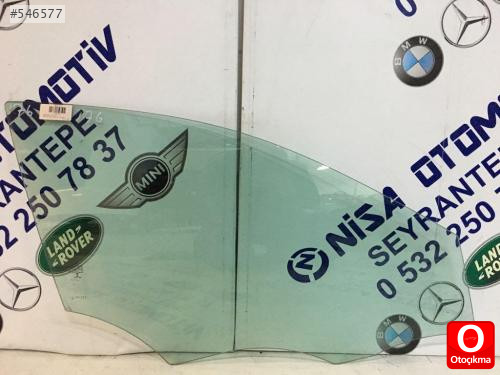 #546577
OTOMOTİV
SEYRANTEPE
0 532 250 78 37
MINI
LAND-
ROVER
BMW
NİSA OTOMOTİV
SEYRANTEPE
0 532 250
LAND-
ROVER
BMW
Otoçıkma